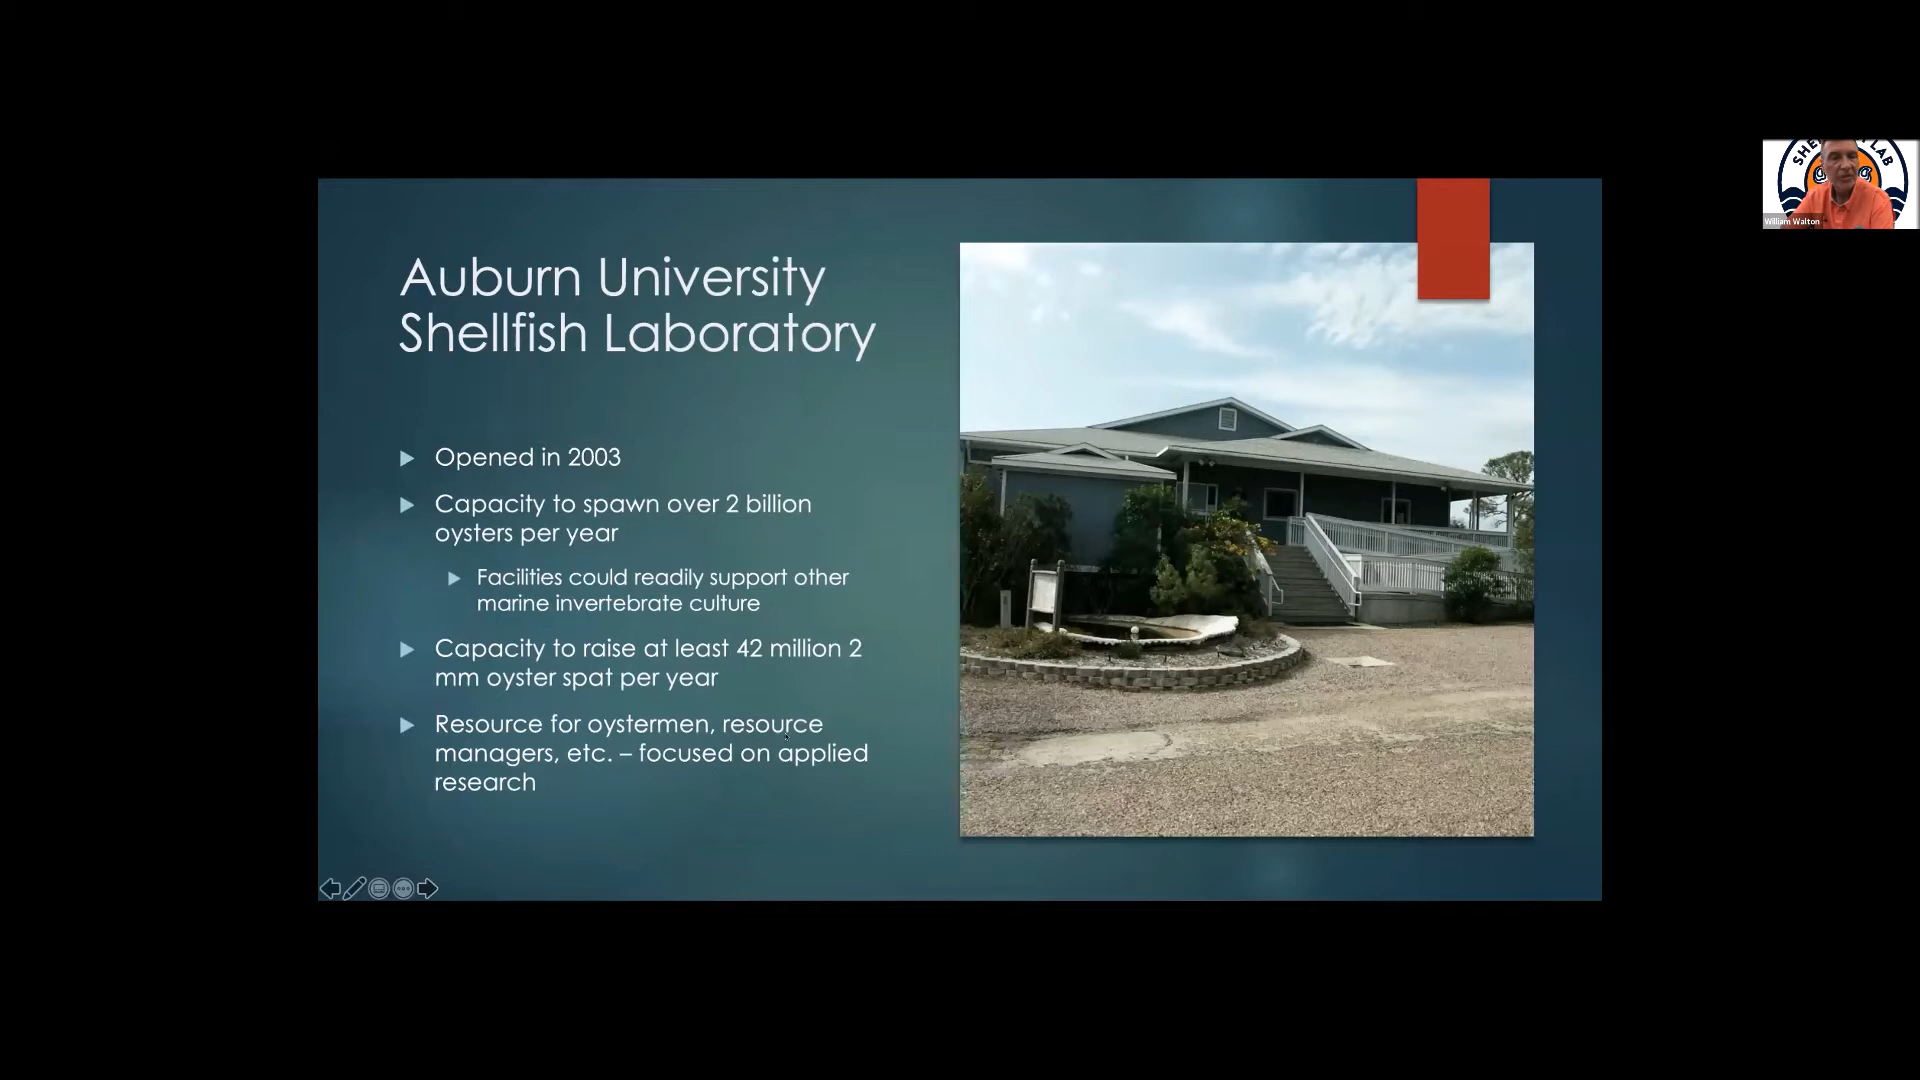 Auburn University
Shellfish Laboratory
Opened in 2003
Capacity to spawn over 2 billion
oysters per year
Facilities could readily support other
marine invertebrate culture
Capacity to raise at least 42 million 2
mm oyster spat per year
Resource for oystermen, resource
managers, etc. – focused on applied
research
William Walton